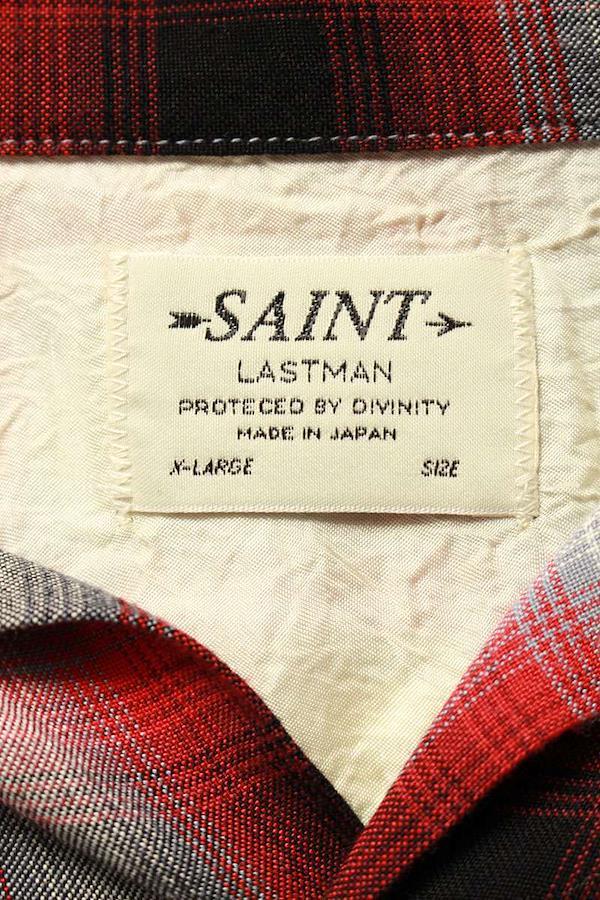 SAINT
LASTMAN
PROTECED BY DIVINITY
MADE IN JAPAN
X-LARGE SIZE